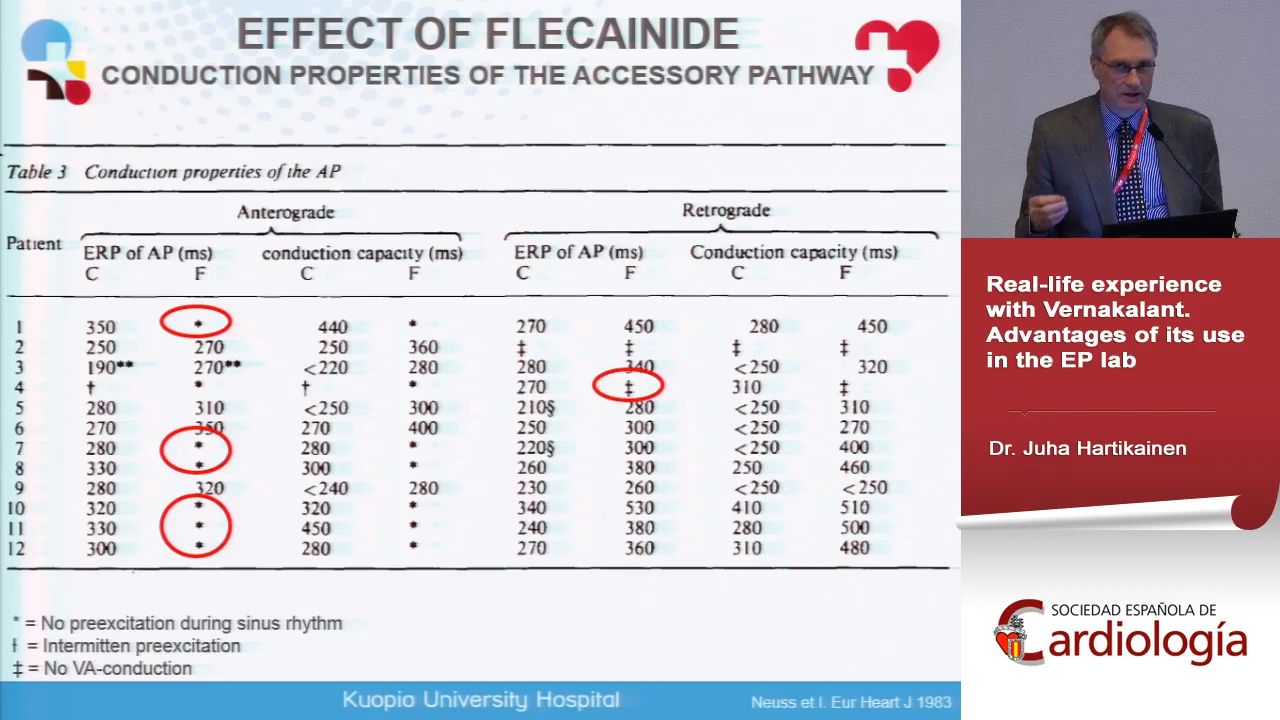 EFFECT OF FLECAINIDE
CONDUCTION PROPERTIES OF THE ACCESSORY PATHWAY
Table 3 Conduction properties of the AP
Anterograde Retrograde
Patient ERP of AP (ms) conduction capacity (ms) ERP of AP (ms) Conduction capacity (ms)
C F C F C F C F
1 350 * 440 * 270 450 280 450
2 250 270 250 360 ‡ ‡ ‡ ‡
3 190** 270** <220 280 280 340 <250 320
4 † * † * 270 ‡ 310 ‡
5 280 310 <250 300 210§ 280 <250 310
6 270 350 270 400 250 300 <250 270
7 280 * 280 * 220§ 300 <250 400
8 330 * 300 * 260 380 250 460
9 280 320 <240 280 230 260 <250 <250
10 320 * 320 * 340 530 410 510
11 330 * 450 * 240 380 280 500
12 300 * 280 * 270 360 310 480
* = No preexcitation during sinus rhythm
ƚ = Intermitten preexcitation
‡ = No VA-conduction
Kuopio University Hospital
Neuss et l. Eur Heart J 1983
Real-life experience
with Vernakalant.
Advantages of its use
in the EP lab
Dr. Juha Hartikainen
SOCIEDAD ESPAÑOLA DE
Cardiología